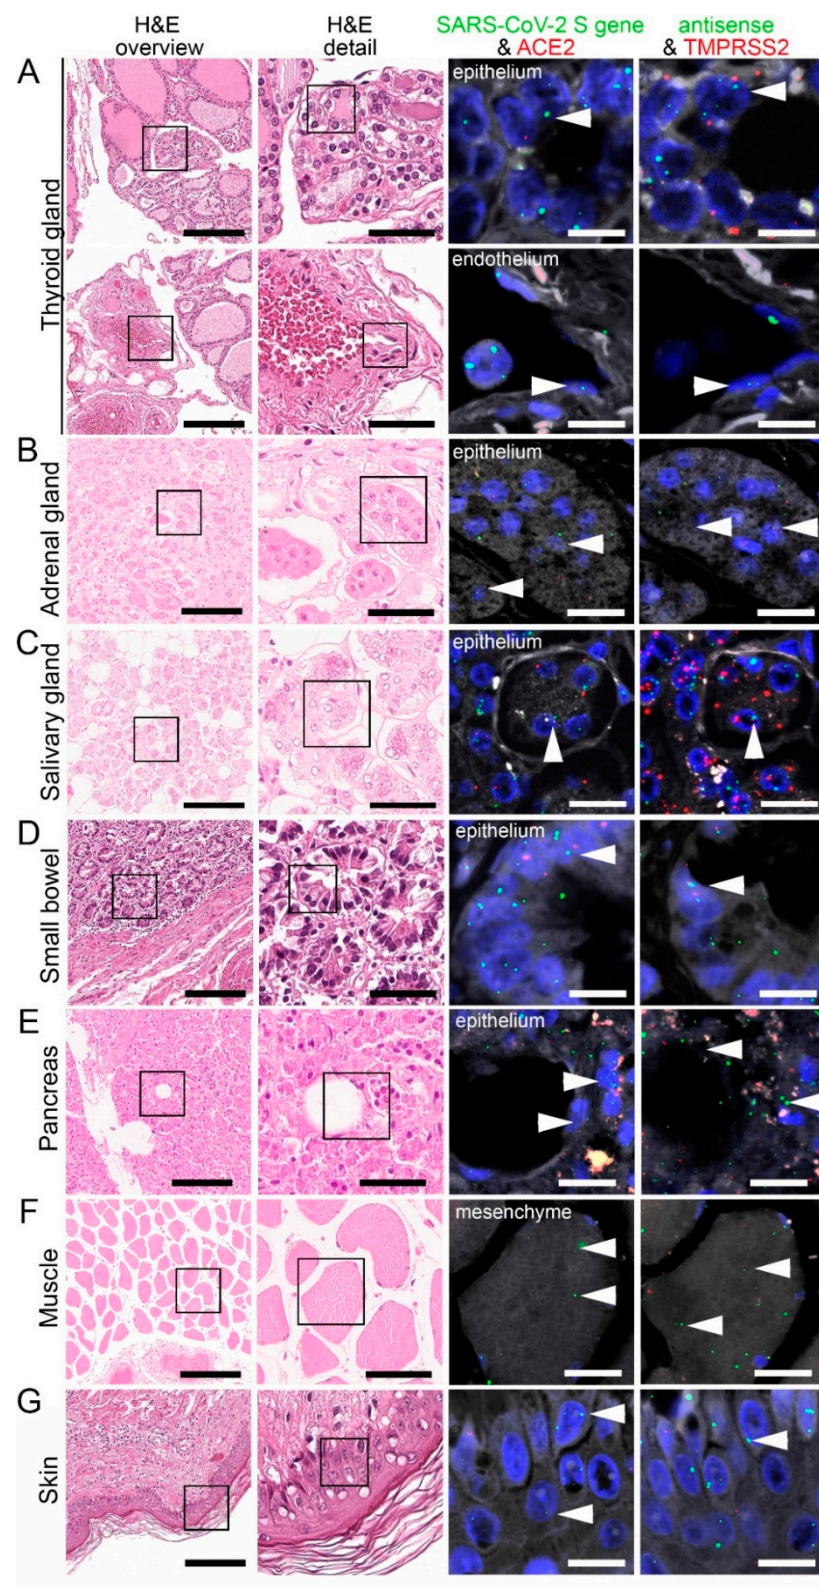 H&E overview
H&E detail
SARS-CoV-2 S gene & ACE2
antisense & TMPRSS2
A
Thyroid gland
epithelium
endothelium
B
Adrenal gland
epithelium
C
Salivary gland
epithelium
D
Small bowel
epithelium
E
Pancreas
epithelium
F
Muscle
mesenchyme
G
Skin